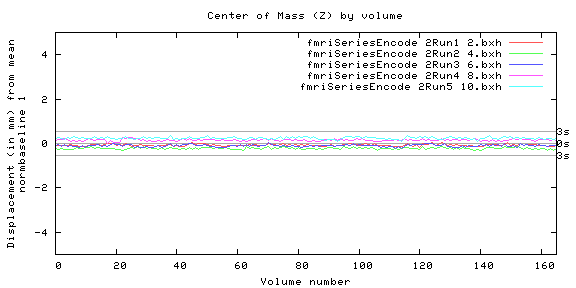 Center of Mass (Z) by volume
fmriSeriesEncode 2Run1 2.bxh
fmriSeriesEncode 2Run2 4.bxh
fmriSeriesEncode 2Run3 6.bxh
fmriSeriesEncode 2Run4 8.bxh
fmriSeriesEncode 2Run5 10.bxh
Displacement (in mm) from mean
normbaseline 1
4
2
0
-2
-4
3s
0s
3s
0 20 40 60 80 100 120 140 160
Volume number